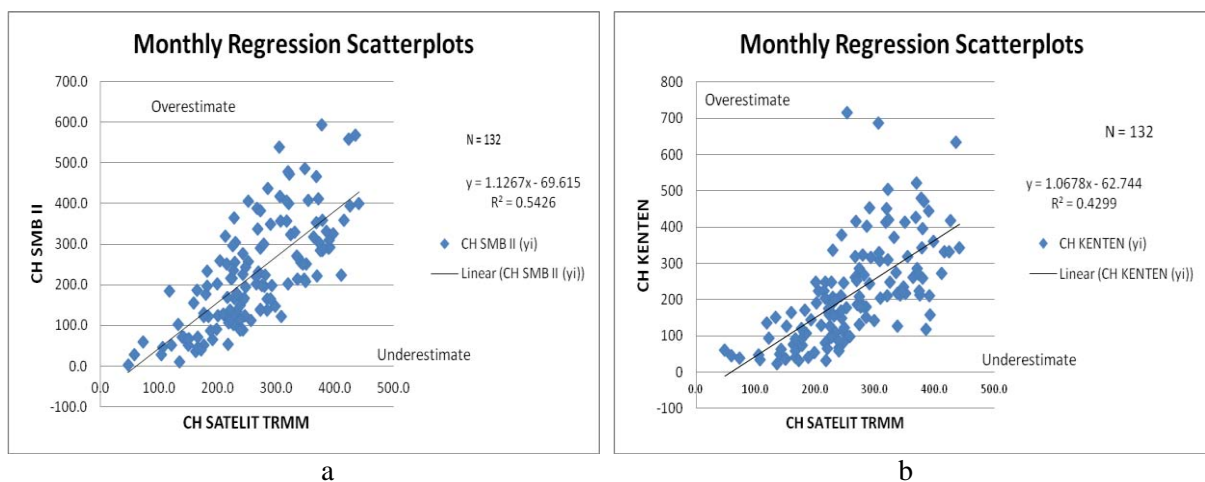 Monthly Regression Scatterplots
700.0
600.0
500.0
400.0
300.0
200.0
100.0
0.0
-100.0
0.0 100.0 200.0 300.0 400.0 500.0
CH SMB II
CH SATELIT TRMM
Overestimate
Underestimate
N = 132
y = 1.1267x - 69.615
R² = 0.5426
CH SMB II (yi)
Linear (CH SMB II (yi))
a
Monthly Regression Scatterplots
800
700
600
500
400
300
200
100
0
-100
0.0 100.0 200.0 300.0 400.0 500.0
CH KENTEN
CH SATELIT TRMM
Overestimate
Underestimate
N = 132
y = 1.0678x - 62.744
R² = 0.4299
CH KENTEN (yi)
Linear (CH KENTEN (yi))
b